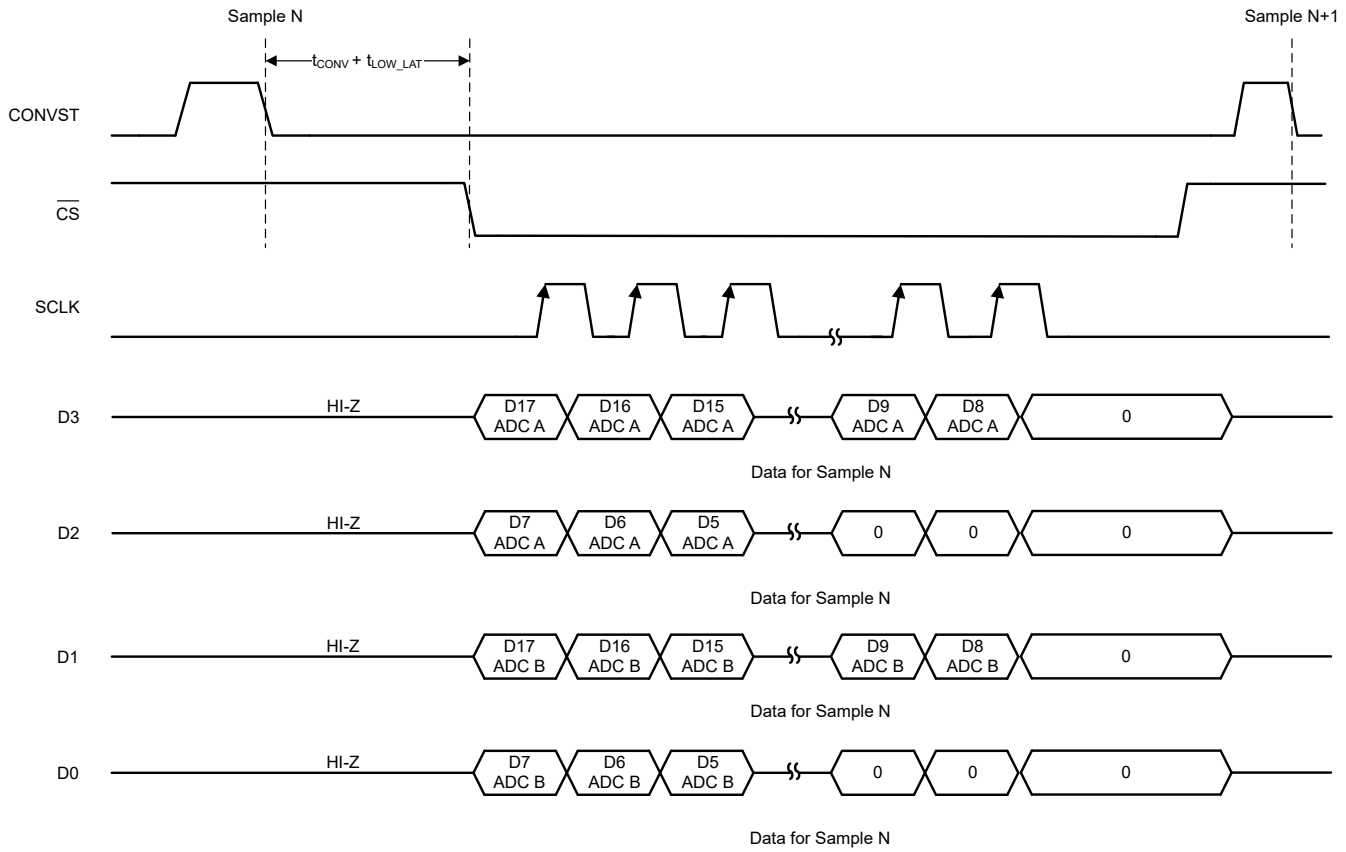 Sample N
Sample N+1
tCONV + tLOW_LAT
CONVST
CS
SCLK
D3
HI-Z
D17
ADC A
D16
ADC A
D15
ADC A
D9
ADC A
D8
ADC A
0
Data for Sample N
D2
HI-Z
D7
ADC A
D6
ADC A
D5
ADC A
0
0
0
Data for Sample N
D1
HI-Z
D17
ADC B
D16
ADC B
D15
ADC B
D9
ADC B
D8
ADC B
0
Data for Sample N
D0
HI-Z
D7
ADC B
D6
ADC B
D5
ADC B
0
0
0
Data for Sample N